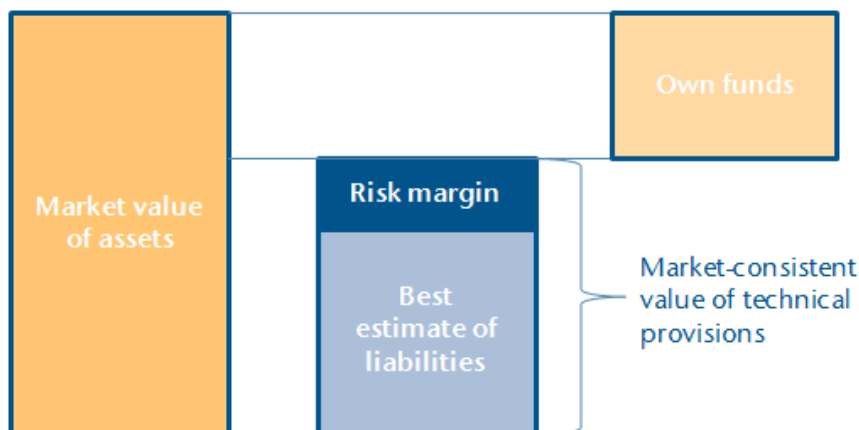 Own funds
Market value
of assets
Risk margin
Best
estimate of
liabilities
Market-consistent
value of technical
provisions